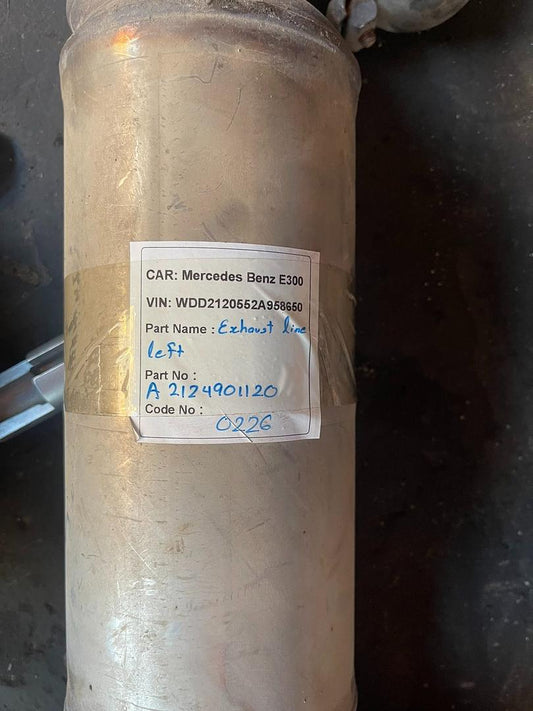 CAR: Mercedes Benz E300
VIN: WDD2120552A958650
Part Name : Exhaust line
left
Part No :
A 2124901120
Code No :
0226